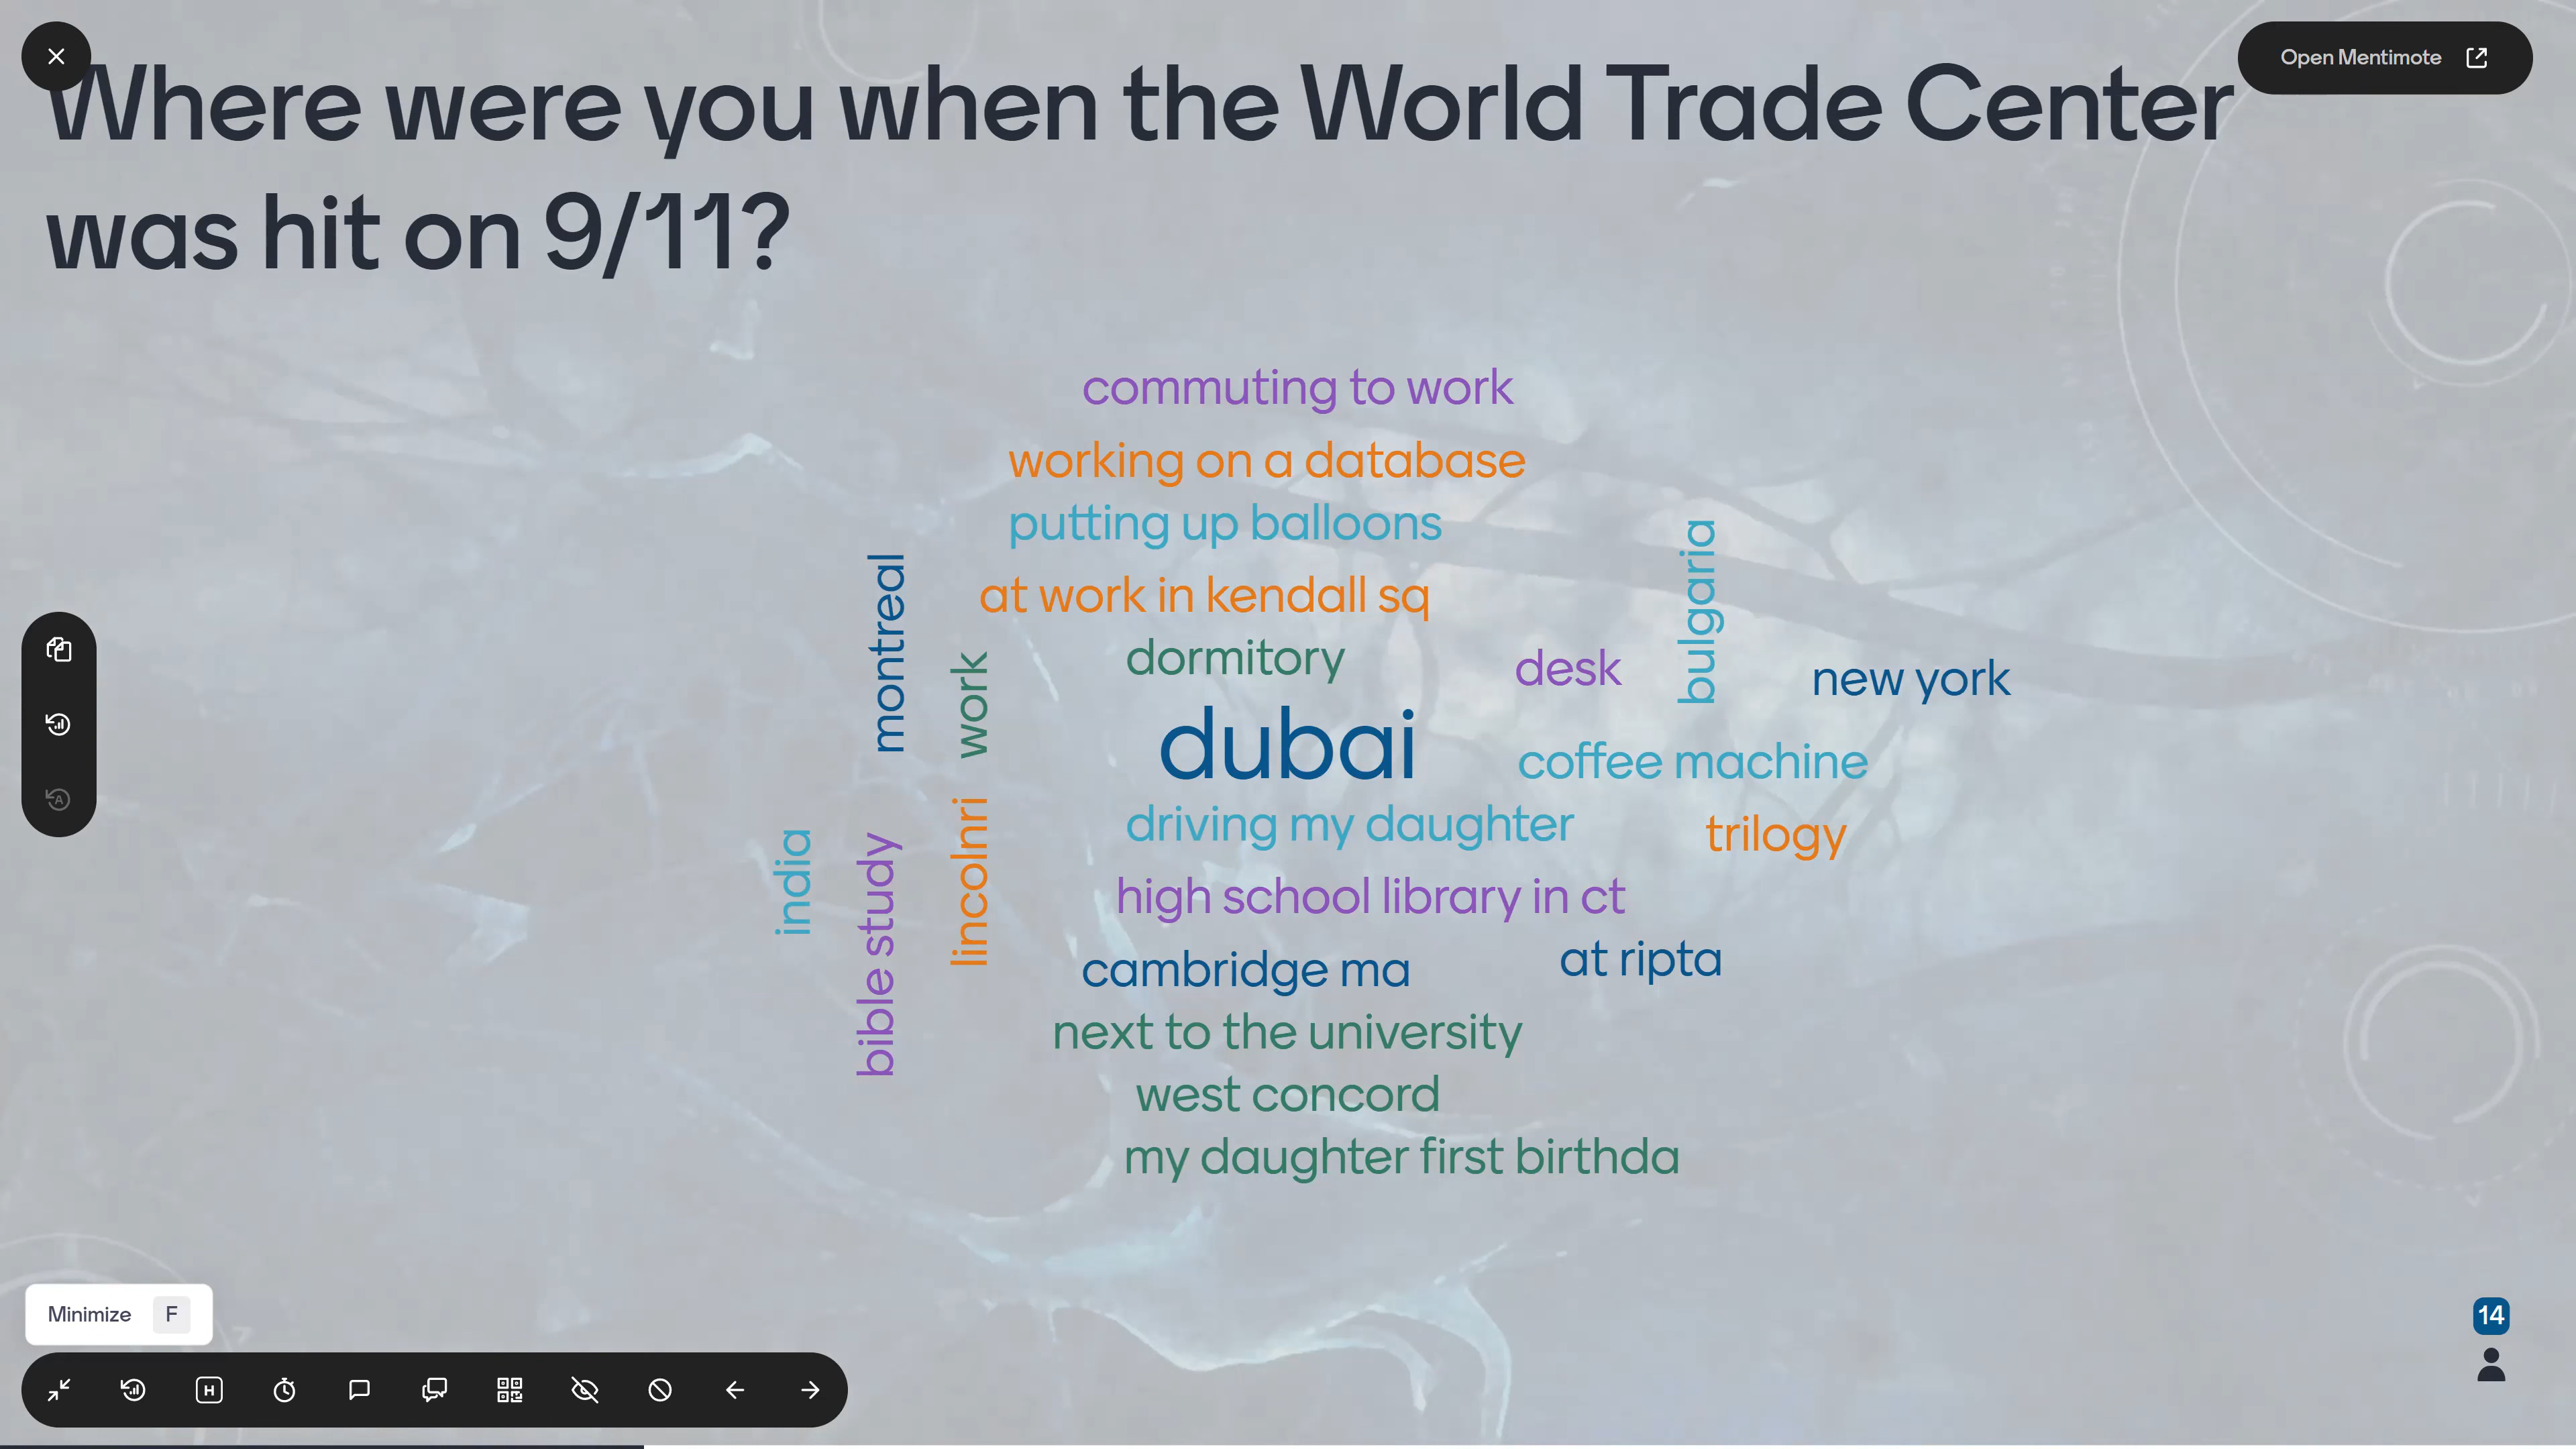 Open Mentimote
Where were you when the World Trade Center
was hit on 9/11?
commuting to work
working on a database
putting up balloons
at work in kendall sq
montreal
work
dormitory
desk
bulgaria
new york
dubai
coffee machine
driving my daughter
trilogy
india
bible study
lincolnri
high school library in ct
cambridge ma
at ripta
next to the university
west concord
my daughter first birthda
Minimize F
14
H
A